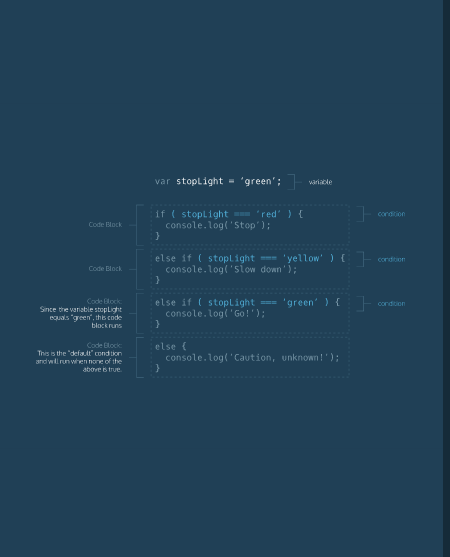 var stopLight = 'green';
variable
if ( stopLight === 'red' ) {
condition
Code Block
console.log('Stop');
}
else if ( stopLight === 'yellow' ) {
condition
Code Block
console.log('Slow down');
}
Code Block:
Since the variable stopLight
equals "green", this code
block runs
else if ( stopLight === 'green' ) {
condition
console.log('Go!');
}
Code Block:
This is the "default" condition
and will run when none of the
above is true.
else {
console.log('Caution, unknown!');
}